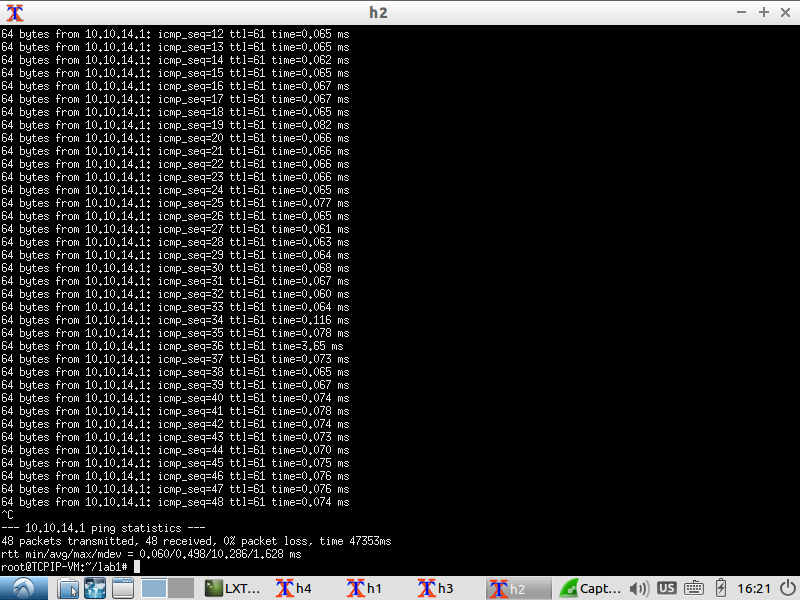 h2
64 bytes from 10.10.14.1: icmp_seq=12 ttl=61 time=0.065 ms
64 bytes from 10.10.14.1: icmp_seq=13 ttl=61 time=0.065 ms
64 bytes from 10.10.14.1: icmp_seq=14 ttl=61 time=0.062 ms
64 bytes from 10.10.14.1: icmp_seq=15 ttl=61 time=0.065 ms
64 bytes from 10.10.14.1: icmp_seq=16 ttl=61 time=0.067 ms
64 bytes from 10.10.14.1: icmp_seq=17 ttl=61 time=0.067 ms
64 bytes from 10.10.14.1: icmp_seq=18 ttl=61 time=0.065 ms
64 bytes from 10.10.14.1: icmp_seq=19 ttl=61 time=0.082 ms
64 bytes from 10.10.14.1: icmp_seq=20 ttl=61 time=0.066 ms
64 bytes from 10.10.14.1: icmp_seq=21 ttl=61 time=0.066 ms
64 bytes from 10.10.14.1: icmp_seq=22 ttl=61 time=0.066 ms
64 bytes from 10.10.14.1: icmp_seq=23 ttl=61 time=0.066 ms
64 bytes from 10.10.14.1: icmp_seq=24 ttl=61 time=0.065 ms
64 bytes from 10.10.14.1: icmp_seq=25 ttl=61 time=0.077 ms
64 bytes from 10.10.14.1: icmp_seq=26 ttl=61 time=0.065 ms
64 bytes from 10.10.14.1: icmp_seq=27 ttl=61 time=0.061 ms
64 bytes from 10.10.14.1: icmp_seq=28 ttl=61 time=0.063 ms
64 bytes from 10.10.14.1: icmp_seq=29 ttl=61 time=0.064 ms
64 bytes from 10.10.14.1: icmp_seq=30 ttl=61 time=0.068 ms
64 bytes from 10.10.14.1: icmp_seq=31 ttl=61 time=0.067 ms
64 bytes from 10.10.14.1: icmp_seq=32 ttl=61 time=0.060 ms
64 bytes from 10.10.14.1: icmp_seq=33 ttl=61 time=0.064 ms
64 bytes from 10.10.14.1: icmp_seq=34 ttl=61 time=0.116 ms
64 bytes from 10.10.14.1: icmp_seq=35 ttl=61 time=0.078 ms
64 bytes from 10.10.14.1: icmp_seq=36 ttl=61 time=3.65 ms
64 bytes from 10.10.14.1: icmp_seq=37 ttl=61 time=0.073 ms
64 bytes from 10.10.14.1: icmp_seq=38 ttl=61 time=0.065 ms
64 bytes from 10.10.14.1: icmp_seq=39 ttl=61 time=0.067 ms
64 bytes from 10.10.14.1: icmp_seq=40 ttl=61 time=0.074 ms
64 bytes from 10.10.14.1: icmp_seq=41 ttl=61 time=0.078 ms
64 bytes from 10.10.14.1: icmp_seq=42 ttl=61 time=0.074 ms
64 bytes from 10.10.14.1: icmp_seq=43 ttl=61 time=0.073 ms
64 bytes from 10.10.14.1: icmp_seq=44 ttl=61 time=0.070 ms
64 bytes from 10.10.14.1: icmp_seq=45 ttl=61 time=0.075 ms
64 bytes from 10.10.14.1: icmp_seq=46 ttl=61 time=0.076 ms
64 bytes from 10.10.14.1: icmp_seq=47 ttl=61 time=0.076 ms
64 bytes from 10.10.14.1: icmp_seq=48 ttl=61 time=0.074 ms
^C
--- 10.10.14.1 ping statistics ---
48 packets transmitted, 48 received, 0% packet loss, time 47353ms
rtt min/avg/max/mdev = 0.060/0.498/10.286/1.628 ms
root@TCPIP-VM:~/lab1#
LXT... h4 h1 h3 h2 Capt... US 16:21